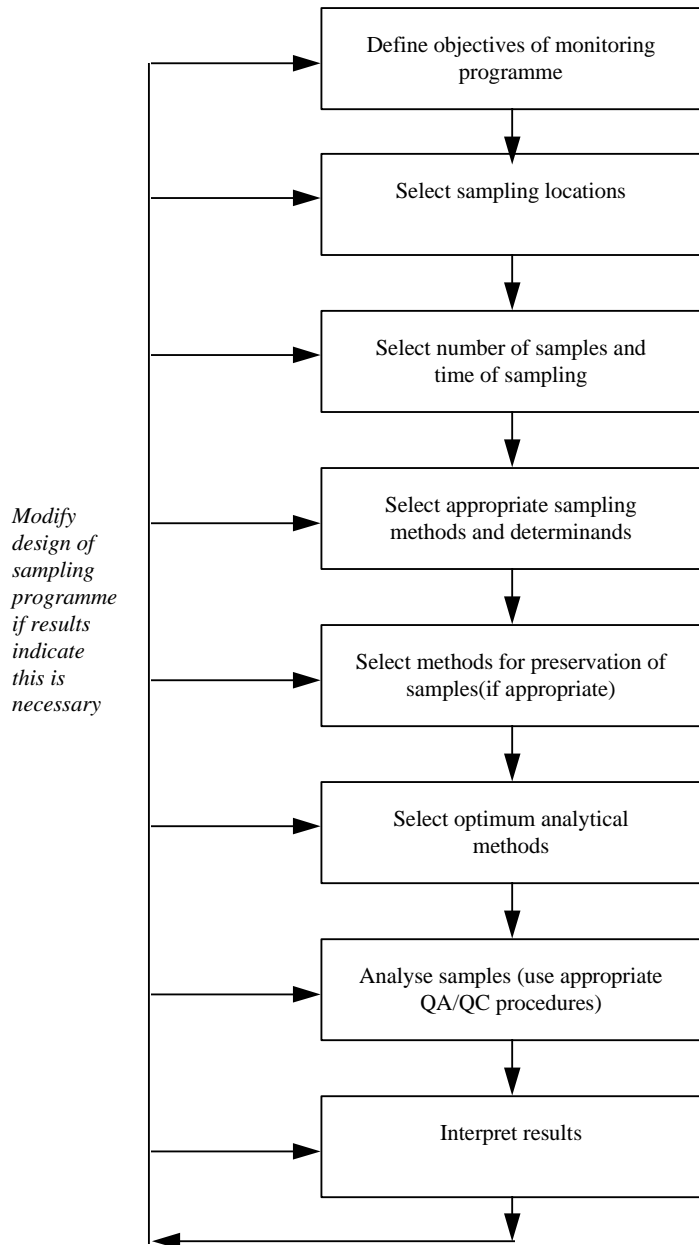 Define objectives of monitoring
programme
Select sampling locations
Select number of samples and
time of sampling
Select appropriate sampling
methods and determinands
Modify
design of
sampling
programme
if results
indicate
this is
necessary
Select methods for preservation of
samples(if appropriate)
Select optimum analytical
methods
Analyse samples (use appropriate
QA/QC procedures)
Interpret results